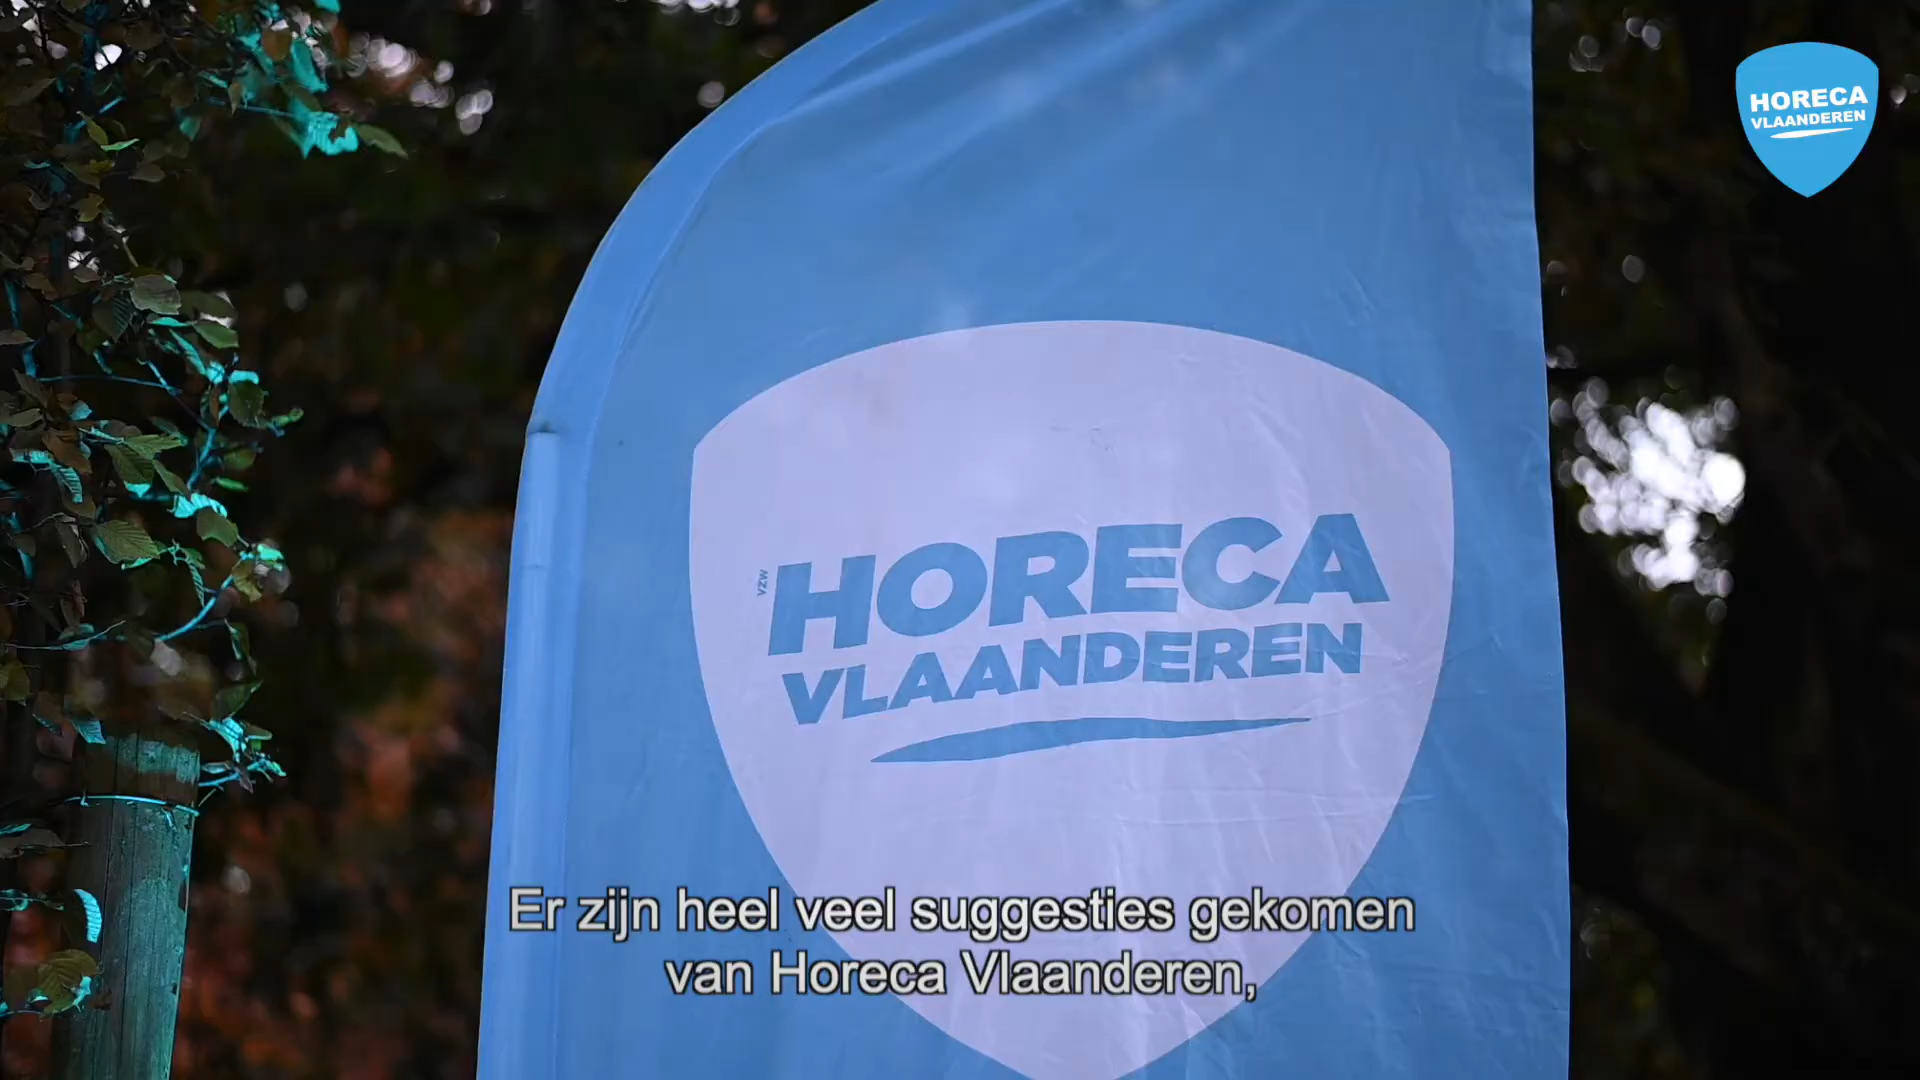 HORECA
VLAANDEREN
VZW
HORECA
VLAANDEREN
Er zijn heel veel suggesties gekomen
van Horeca Vlaanderen,